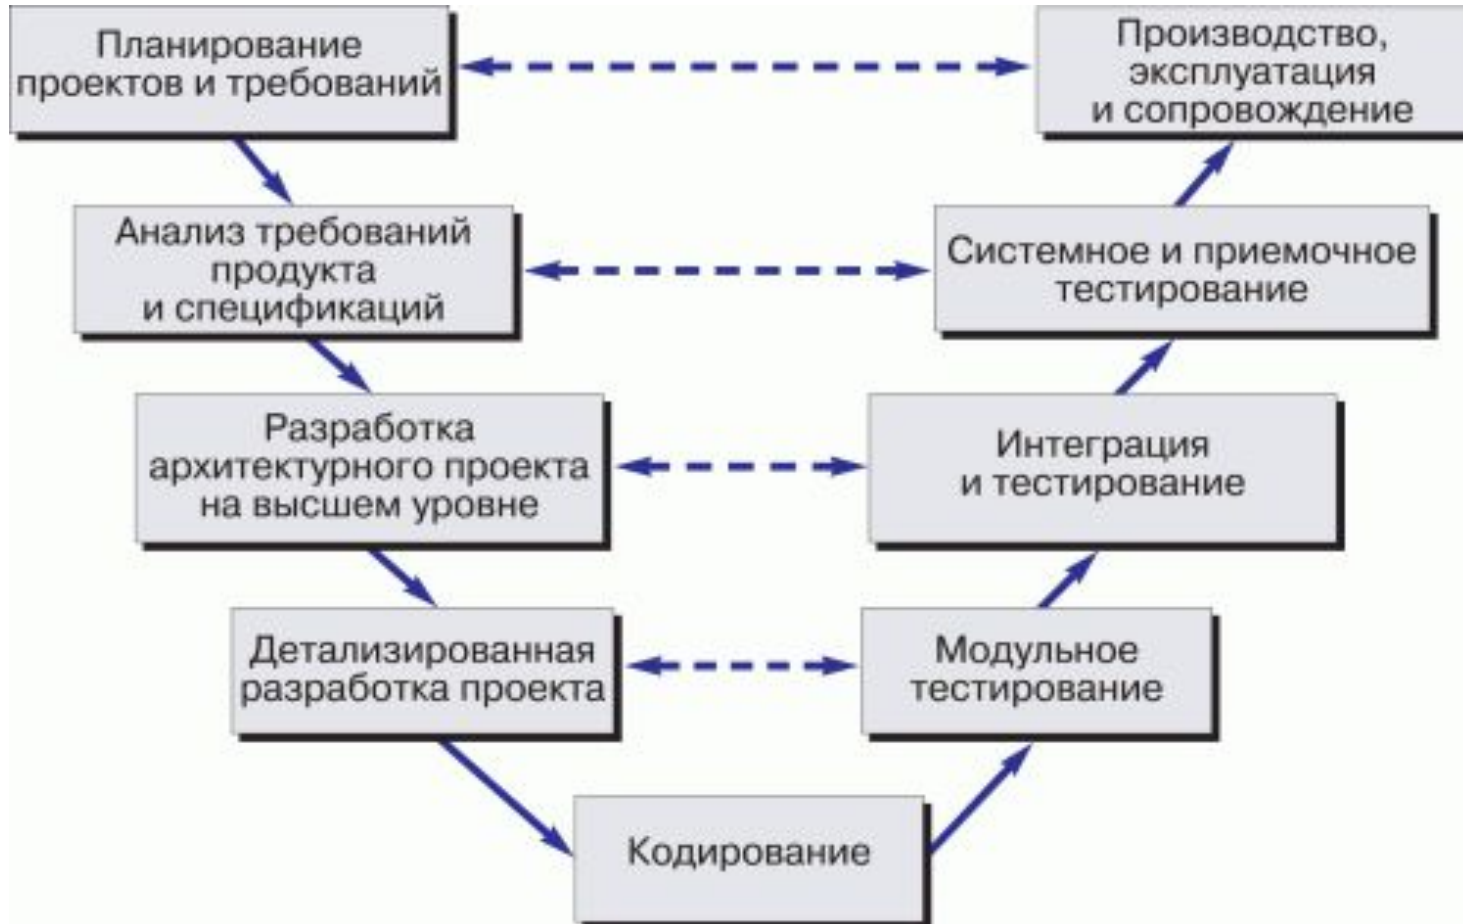 Планирование
проектов и требований
Производство,
эксплуатация
и сопровождение
Анализ требований
продукта
и спецификаций
Системное и приемочное
тестирование
Разработка
архитектурного проекта
на высшем уровне
Интеграция
и тестирование
Детализированная
разработка проекта
Модульное
тестирование
Кодирование